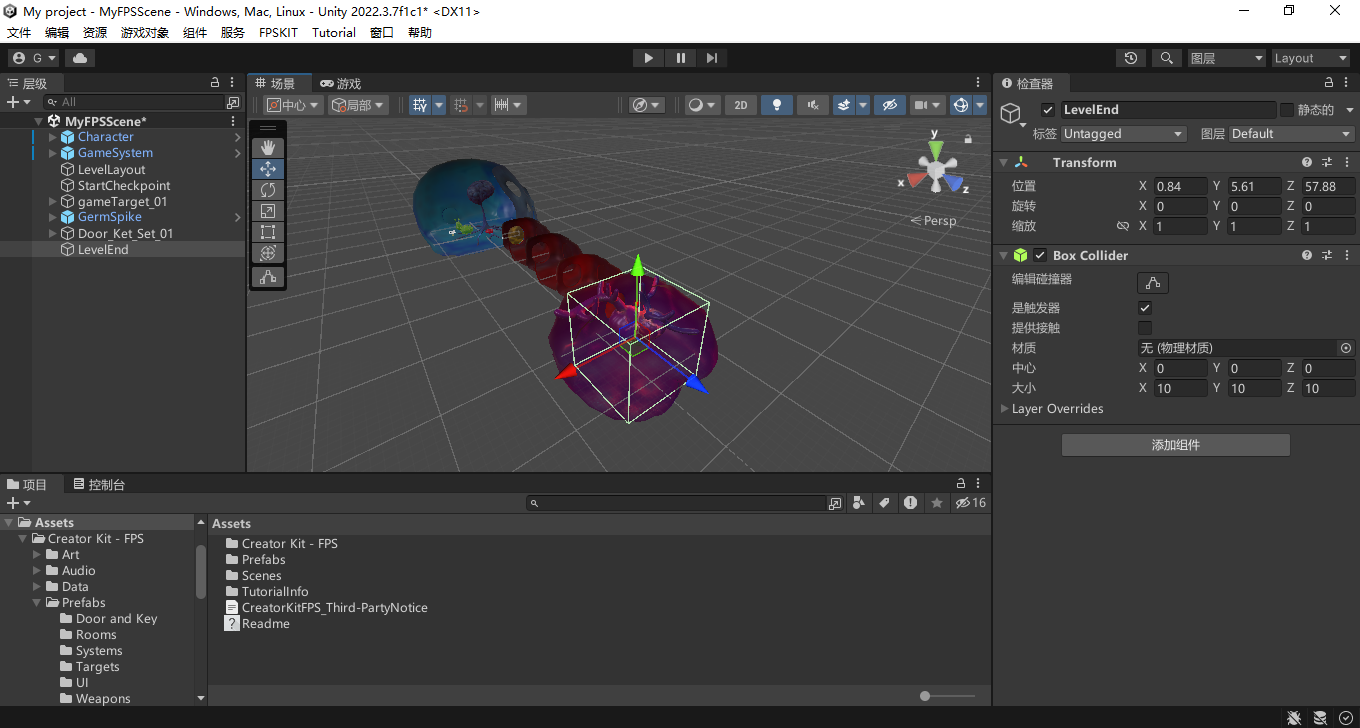 My project - MyFPSScene - Windows, Mac, Linux - Unity 2022.3.7f1c1* <DX11>
文件 编辑 资源 游戏对象 组件 服务 FPSKIT Tutorial 窗口 帮助
G 图层 Layout
层级
All
MyFPSScene*
Character
GameSystem
LevelLayout
StartCheckpoint
gameTarget_01
GermSpike
Door_Ket_Set_01
LevelEnd
场景 游戏
中心 局部 2D
y
x z
Persp
检查器
LevelEnd 静态的
标签 Untagged 图层 Default
Transform
位置 X 0.84 Y 5.61 Z 57.88
旋转 X 0 Y 0 Z 0
缩放 X 1 Y 1 Z 1
Box Collider
编辑碰撞器
是触发器
提供接触
材质 无 (物理材质)
中心 X 0 Y 0 Z 0
大小 X 10 Y 10 Z 10
Layer Overrides
添加组件
项目 控制台
16
Assets
Creator Kit - FPS
Art
Audio
Data
Prefabs
Door and Key
Rooms
Systems
Targets
UI
Weapons
Assets
Creator Kit - FPS
Prefabs
Scenes
TutorialInfo
CreatorKitFPS_Third-PartyNotice
Readme